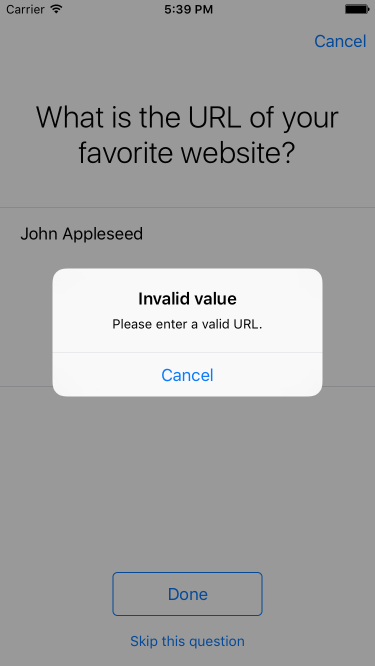 Carrier 5:39 PM
Cancel
What is the URL of your
favorite website?
John Appleseed
Invalid value
Please enter a valid URL.
Cancel
Done
Skip this question